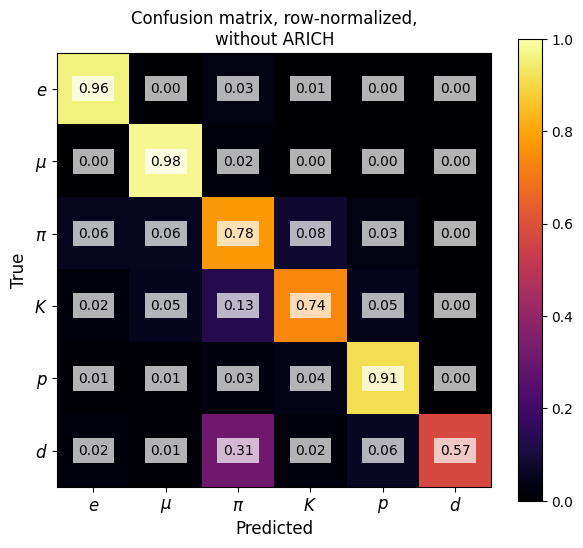 Confusion matrix, row-normalized,
without ARICH
True
e 0.96 0.00 0.03 0.01 0.00 0.00
μ 0.00 0.98 0.02 0.00 0.00 0.00
π 0.06 0.06 0.78 0.08 0.03 0.00
K 0.02 0.05 0.13 0.74 0.05 0.00
p 0.01 0.01 0.03 0.04 0.91 0.00
d 0.02 0.01 0.31 0.02 0.06 0.57
e μ π K p d
Predicted
1.0
0.8
0.6
0.4
0.2
0.0